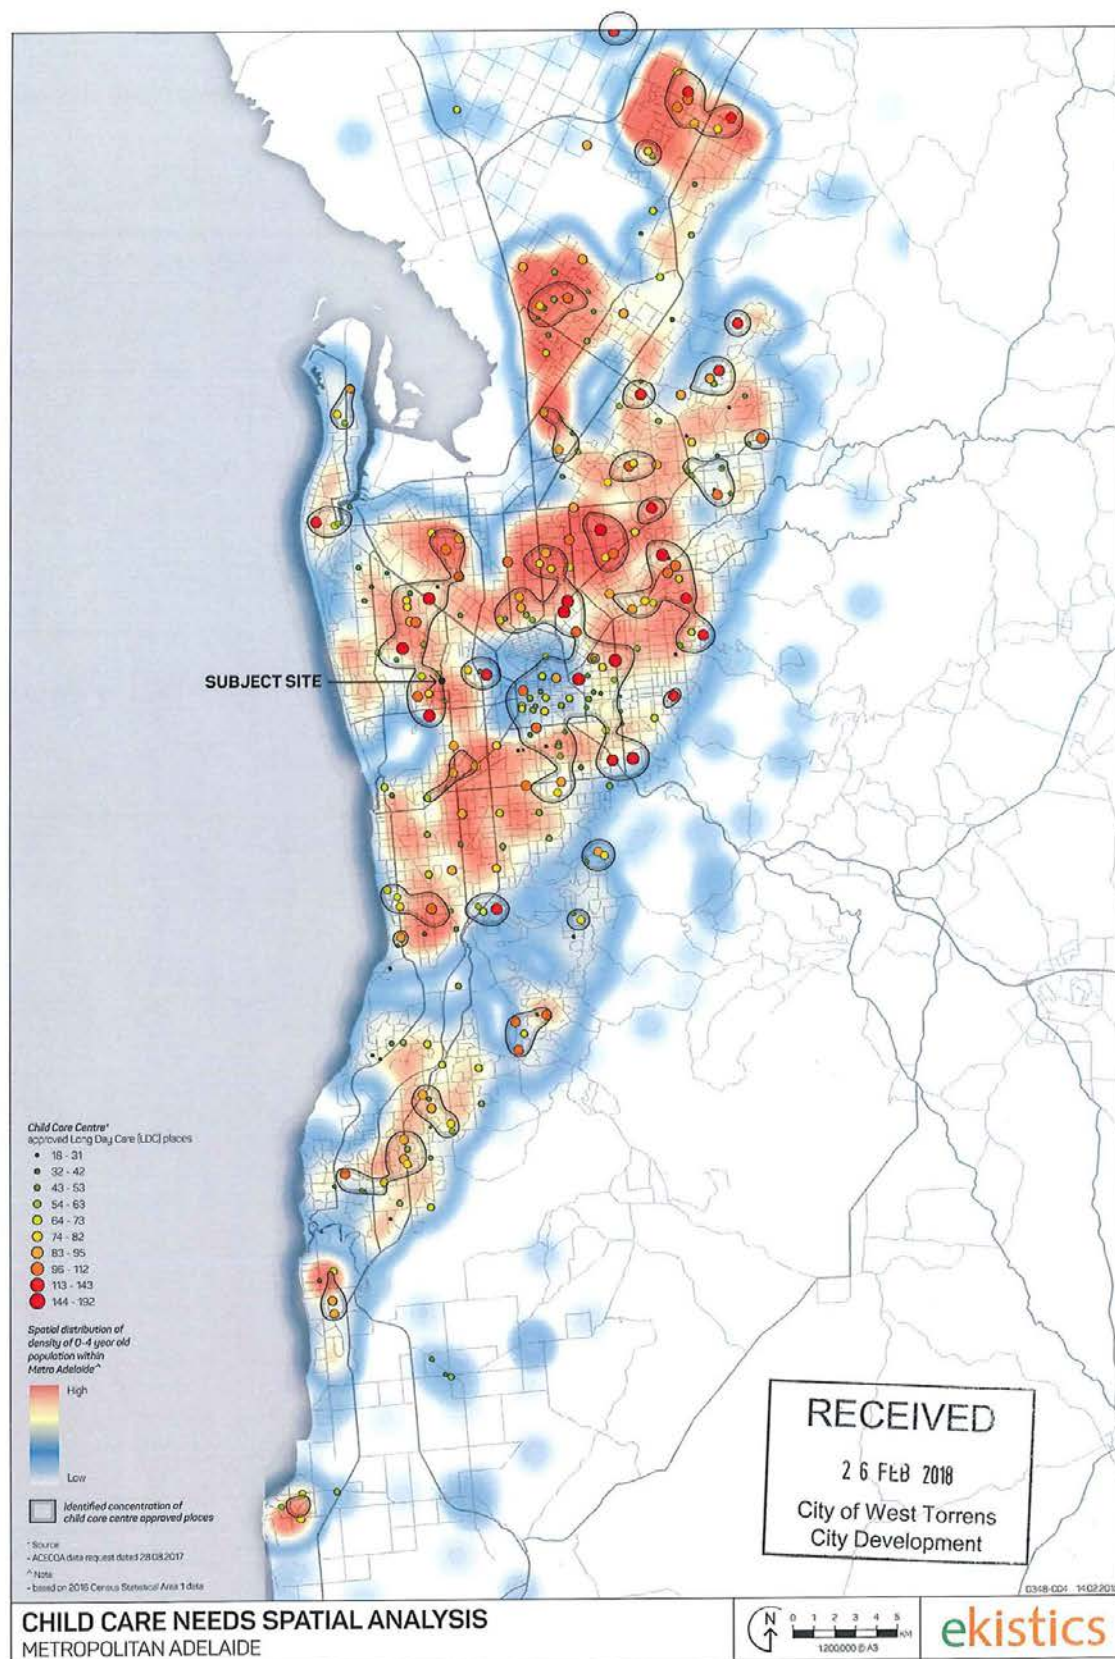 SUBJECT SITE
Child Care Centre*
approved Long Day Care (LDC) places
18 - 31
32 - 42
43 - 53
54 - 63
64 - 73
74 - 82
83 - 95
96 - 112
113 - 143
144 - 192
Spatial distribution of
density of 0-4 year old
population within
Metro Adelaide^
High
Low
Identified concentration of
child care centre approved places
* Source
- ACECQA data request dated 28.08.2017
^ Note
- based on 2016 Census Statistical Area 1 data
RECEIVED
26 FEB 2018
City of West Torrens
City Development
CHILD CARE NEEDS SPATIAL ANALYSIS
METROPOLITAN ADELAIDE
N
0 1 2 3 4 5
KM
1:200,000 @ A3
ekistics